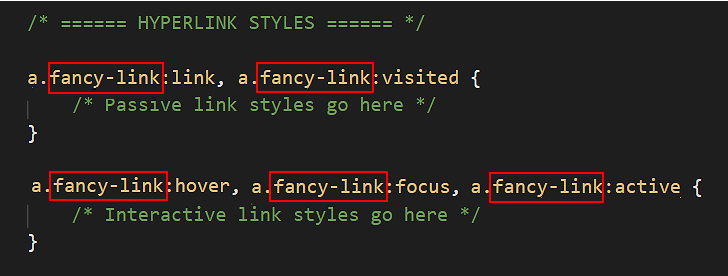 /* ====== HYPERLINK STYLES ====== */
a.fancy-link:link, a.fancy-link:visited {
/* Passive link styles go here */
}
a.fancy-link:hover, a.fancy-link:focus, a.fancy-link:active {
/* Interactive link styles go here */
}